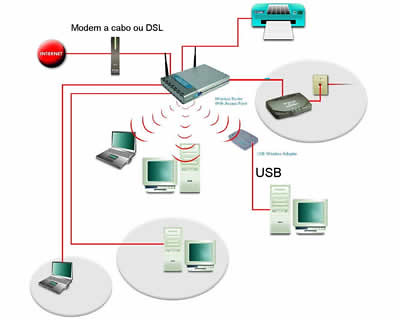 Modem a cabo ou DSL
INTERNET
Wireless Router
With Access Point
USB Wireless Adapter
USB